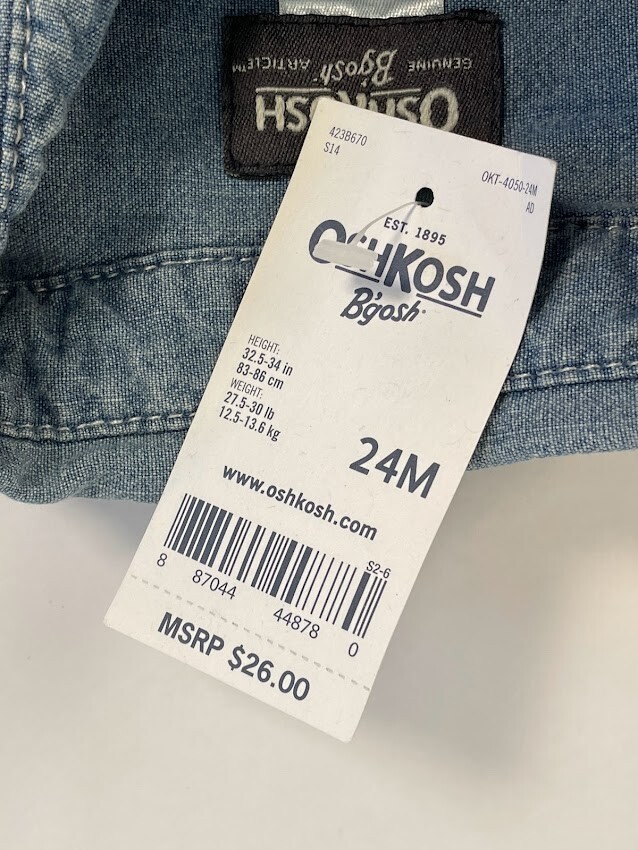 OSHKOSH
B'gosh
GENUINE ARTICLE™
423B670
S14
OKT-4050-24M
AD
EST. 1895
OSHKOSH
B'gosh
HEIGHT:
32.5-34 in
83-86 cm
WEIGHT:
27.5-30 lb
12.5-13.6 kg
24M
www.oshkosh.com
S2-6
8 87044 44878 0
MSRP $26.00